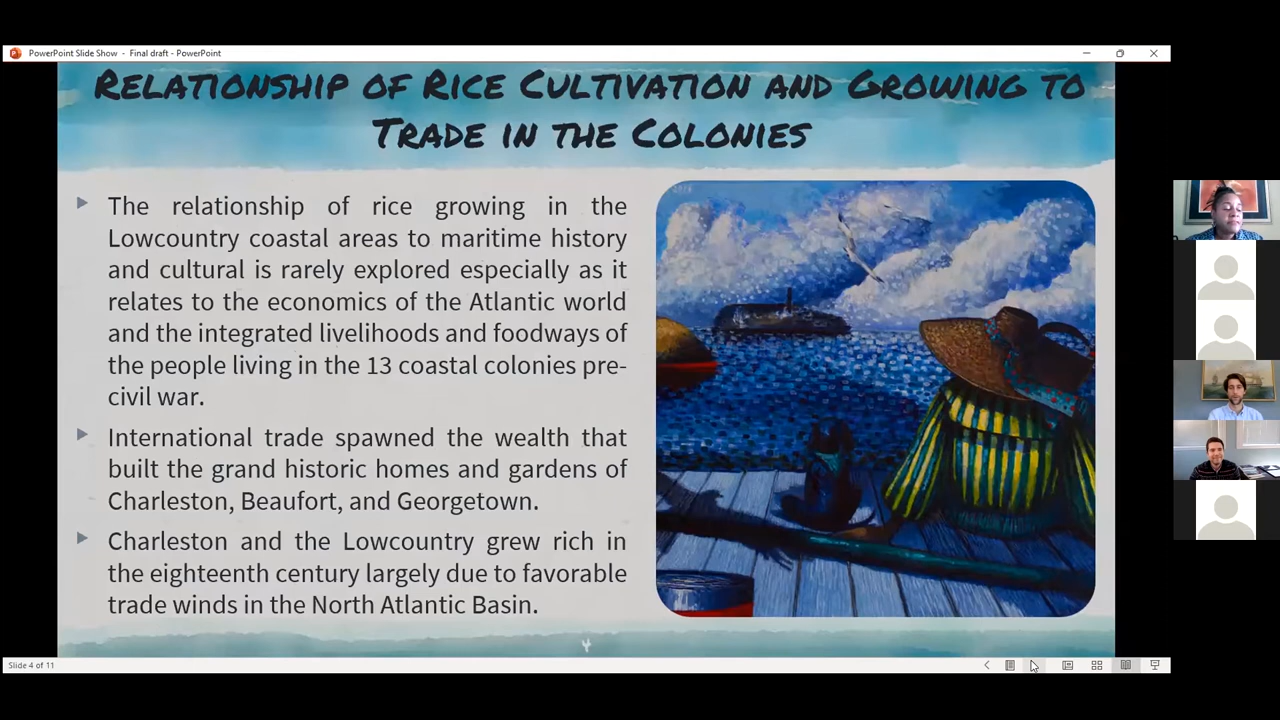 PowerPoint Slide Show - Final draft - PowerPoint
Relationship of Rice Cultivation and Growing to
Trade in the Colonies
The relationship of rice growing in the
Lowcountry coastal areas to maritime history
and cultural is rarely explored especially as it
relates to the economics of the Atlantic world
and the integrated livelihoods and foodways of
the people living in the 13 coastal colonies pre-
civil war.
International trade spawned the wealth that
built the grand historic homes and gardens of
Charleston, Beaufort, and Georgetown.
Charleston and the Lowcountry grew rich in
the eighteenth century largely due to favorable
trade winds in the North Atlantic Basin.
Slide 4 of 11